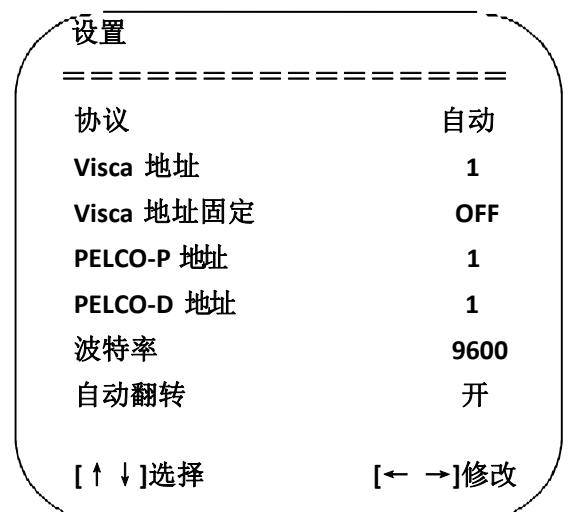 设置
================
协议 自动
Visca 地址 1
Visca 地址固定 OFF
PELCO-P 地址 1
PELCO-D 地址 1
波特率 9600
自动翻转 开
[↑↓]选择 [← →]修改